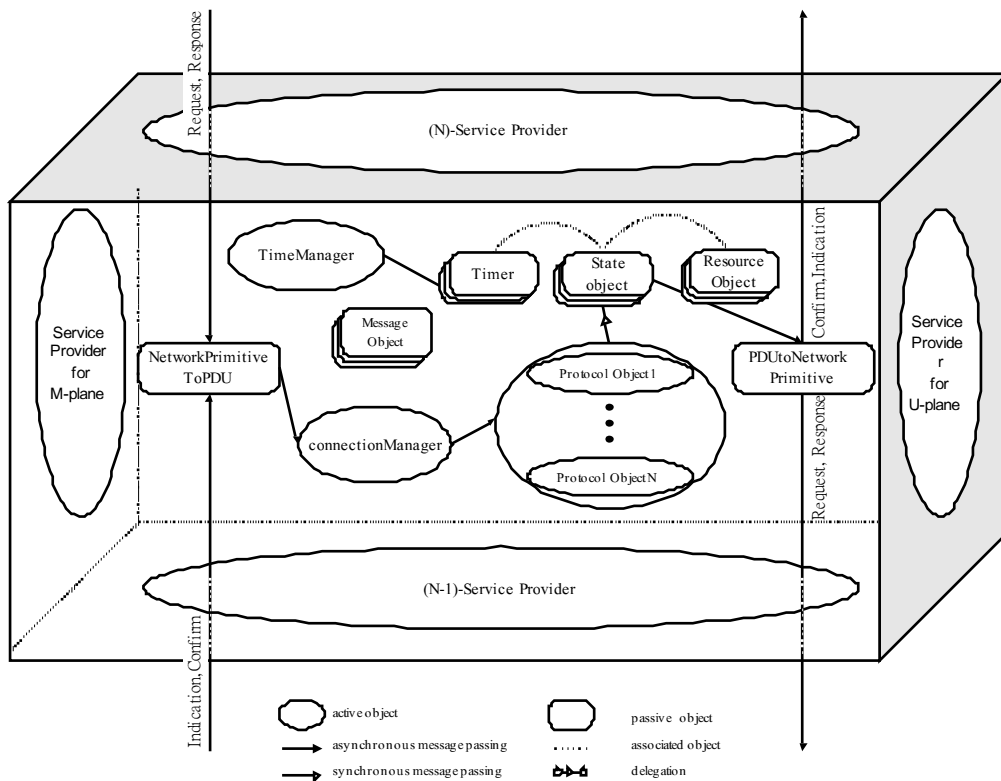 Request, Response
(N)-Service Provider
Confirm,Indication
TimeManager
Timer
State
object
Resource
Object
Message
Object
Service
Provider
for
M-plane
NetworkPrimitive
ToPDU
Protocol Object1
PDUtoNetwork
Primitive
Service
Provide
r
for
U-plane
connectionManager
Protocol ObjectN
Request, Response
(N-1)-Service Provider
Indication,Confirm
active object
passive object
asynchronous message passing
associated object
synchronous message passing
delegation